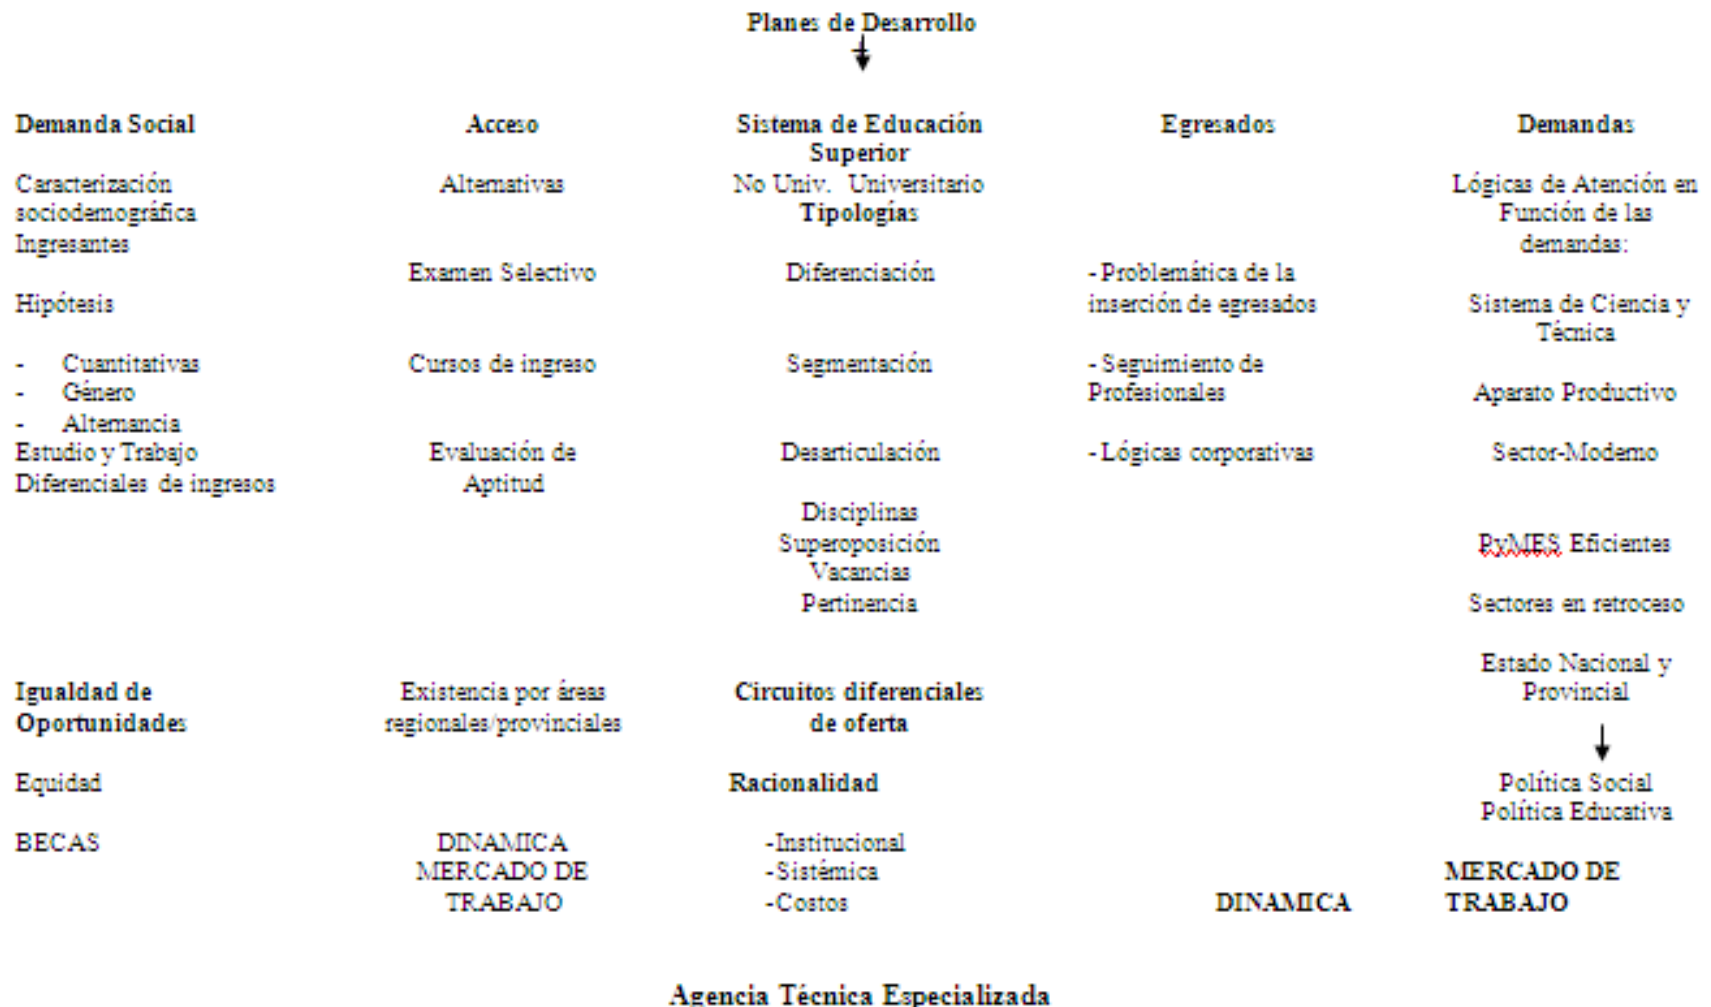 Planes de Desarrollo
Demanda Social
Acceso
Sistema de Educación
Superior
Egresados
Demandas
Caracterización
sociodemográfica
Ingresantes
Alternativas
No Univ. Universitario
Tipologías
Lógicas de Atención en
Función de las
demandas:
Examen Selectivo
Diferenciación
- Problemática de la
inserción de egresados
Hipótesis
Sistema de Ciencia y
Técnica
- Cuantitativas
- Género
- Alternancia
Cursos de ingreso
Segmentación
- Seguimiento de
Profesionales
Aparato Productivo
Estudio y Trabajo
Diferenciales de ingresos
Evaluación de
Aptitud
Desarticulación
- Lógicas corporativas
Sector-Moderno
Disciplinas
Superoposición
Vacancias
Pertinencia
PyMES Eficientes
Sectores en retroceso
Estado Nacional y
Provincial
Igualdad de
Oportunidades
Existencia por áreas
regionales/provinciales
Circuitos diferenciales
de oferta
Equidad
Racionalidad
Política Social
Política Educativa
BECAS
DINAMICA
MERCADO DE
TRABAJO
-Institucional
-Sistémica
-Costos
DINAMICA
MERCADO DE
TRABAJO
Agencia Técnica Especializada